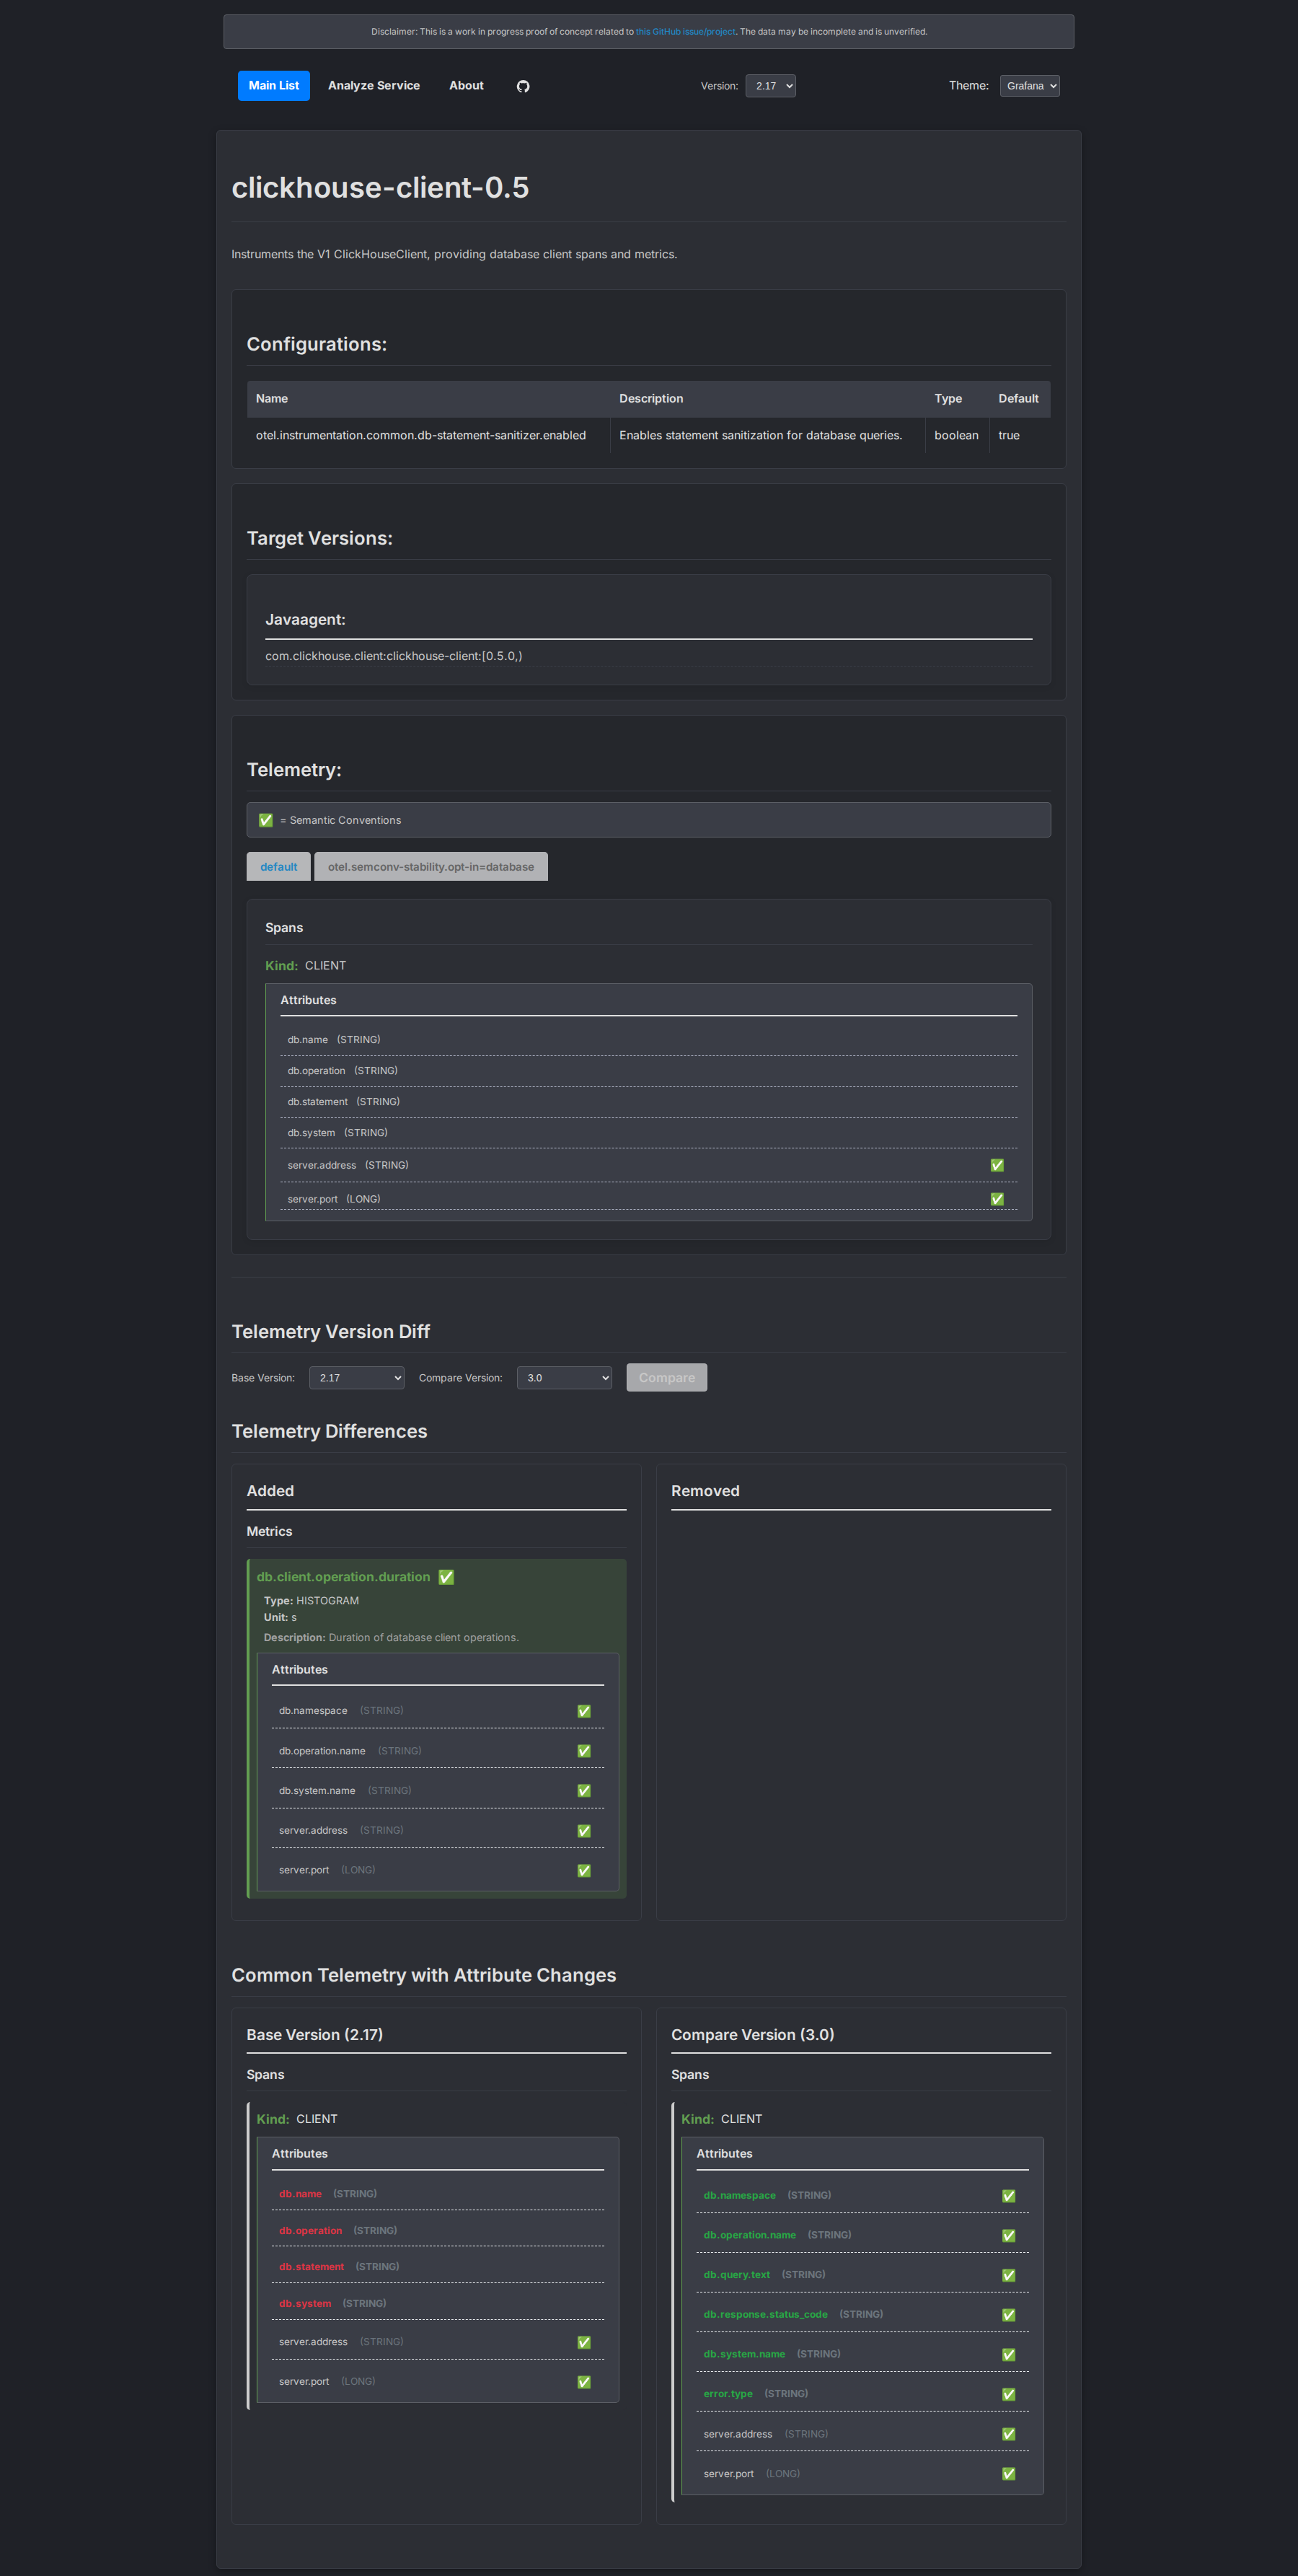 Disclaimer: This is a work in progress proof of concept related to this GitHub issue/project. The data may be incomplete and is unverified.
Main List Analyze Service About Version: 2.17 Theme: Grafana
clickhouse-client-0.5
Instruments the V1 ClickHouseClient, providing database client spans and metrics.
Configurations:
Name Description Type Default
otel.instrumentation.common.db-statement-sanitizer.enabled Enables statement sanitization for database queries. boolean true
Target Versions:
Javaagent:
com.clickhouse.client:clickhouse-client:[0.5.0,)
Telemetry:
✅ = Semantic Conventions
default otel.semconv-stability.opt-in=database
Spans
Kind: CLIENT
Attributes
db.name (STRING)
db.operation (STRING)
db.statement (STRING)
db.system (STRING)
server.address (STRING) ✅
server.port (LONG) ✅
Telemetry Version Diff
Base Version: 2.17 Compare Version: 3.0 Compare
Telemetry Differences
Added
Metrics
db.client.operation.duration ✅
Type: HISTOGRAM
Unit: s
Description: Duration of database client operations.
Attributes
db.namespace (STRING) ✅
db.operation.name (STRING) ✅
db.system.name (STRING) ✅
server.address (STRING) ✅
server.port (LONG) ✅
Removed
Common Telemetry with Attribute Changes
Base Version (2.17)
Spans
Kind: CLIENT
Attributes
db.name (STRING)
db.operation (STRING)
db.statement (STRING)
db.system (STRING)
server.address (STRING) ✅
server.port (LONG) ✅
Compare Version (3.0)
Spans
Kind: CLIENT
Attributes
db.namespace (STRING) ✅
db.operation.name (STRING) ✅
db.query.text (STRING) ✅
db.response.status_code (STRING) ✅
db.system.name (STRING) ✅
error.type (STRING) ✅
server.address (STRING) ✅
server.port (LONG) ✅